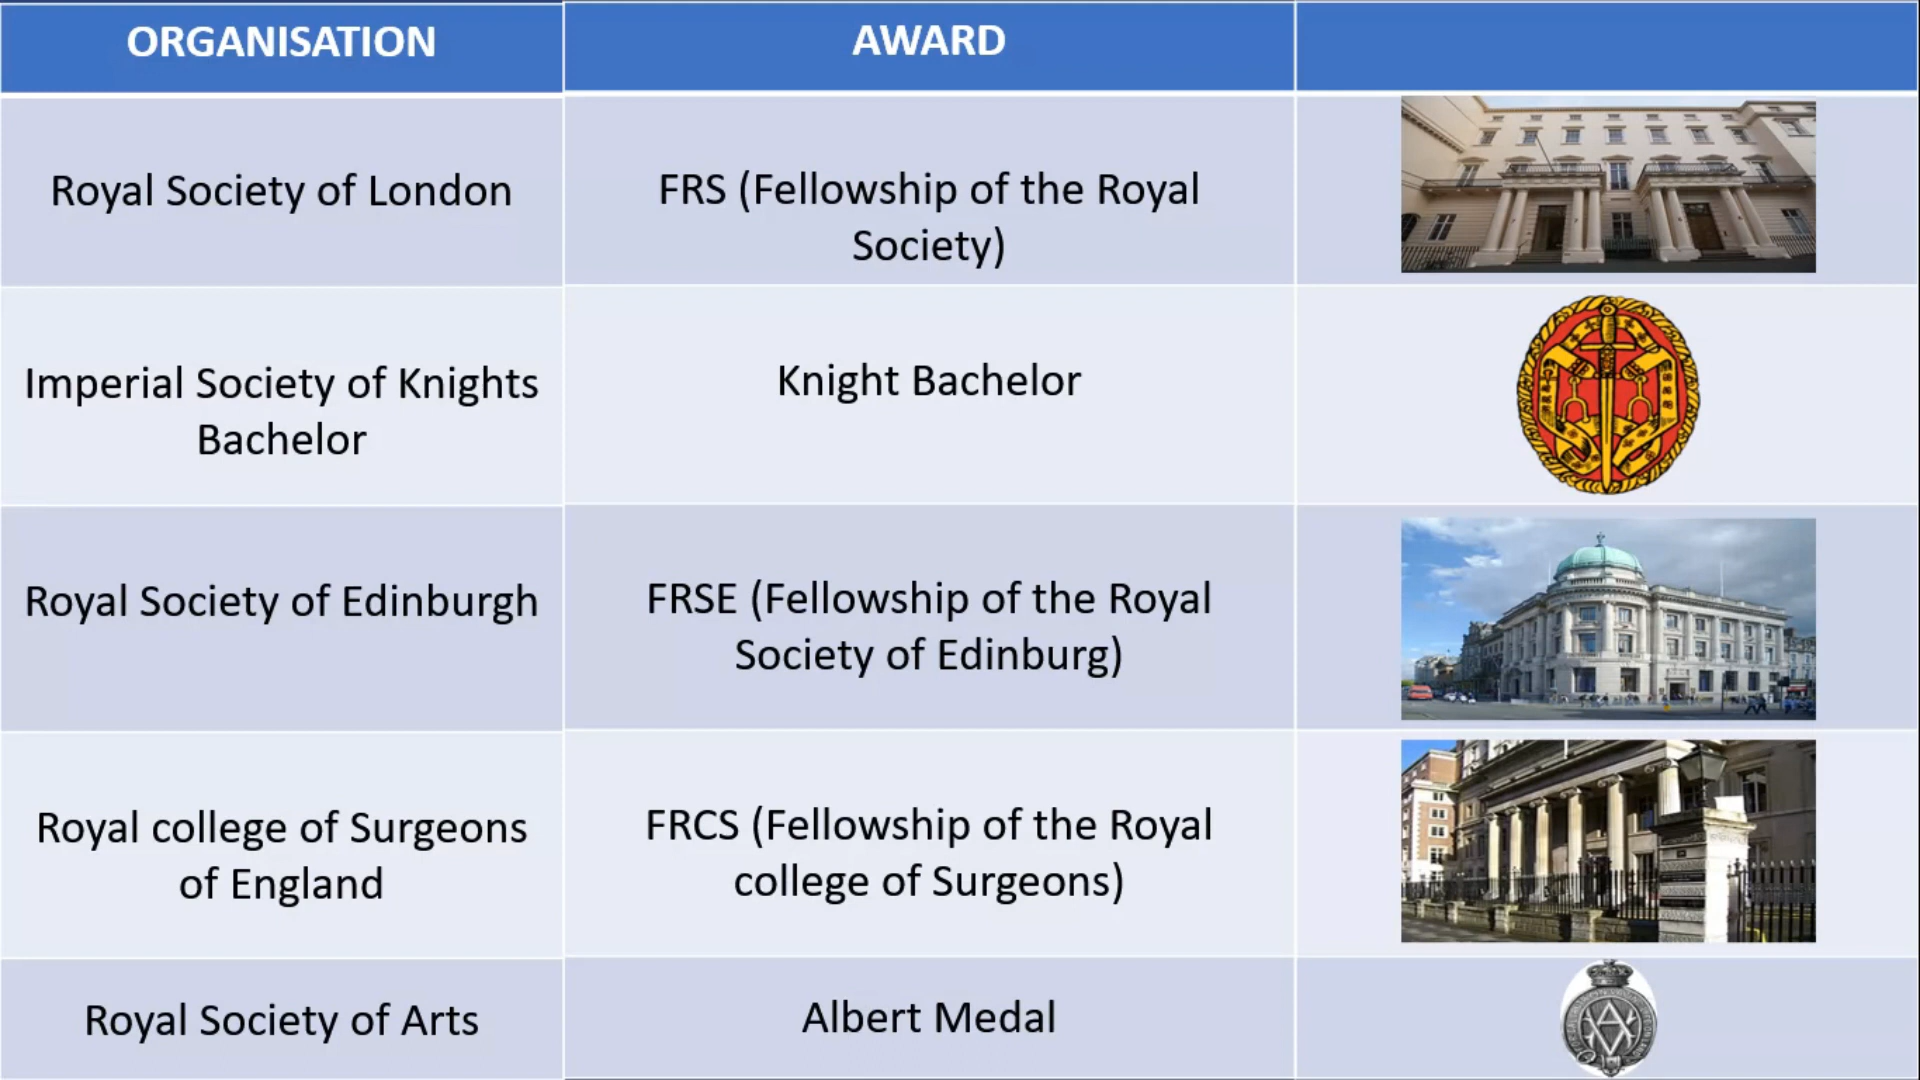 ORGANISATION
AWARD
Royal Society of London
FRS (Fellowship of the Royal
Society)
Imperial Society of Knights
Bachelor
Knight Bachelor
Royal Society of Edinburgh
FRSE (Fellowship of the Royal
Society of Edinburg)
Royal college of Surgeons
of England
FRCS (Fellowship of the Royal
college of Surgeons)
Royal Society of Arts
Albert Medal